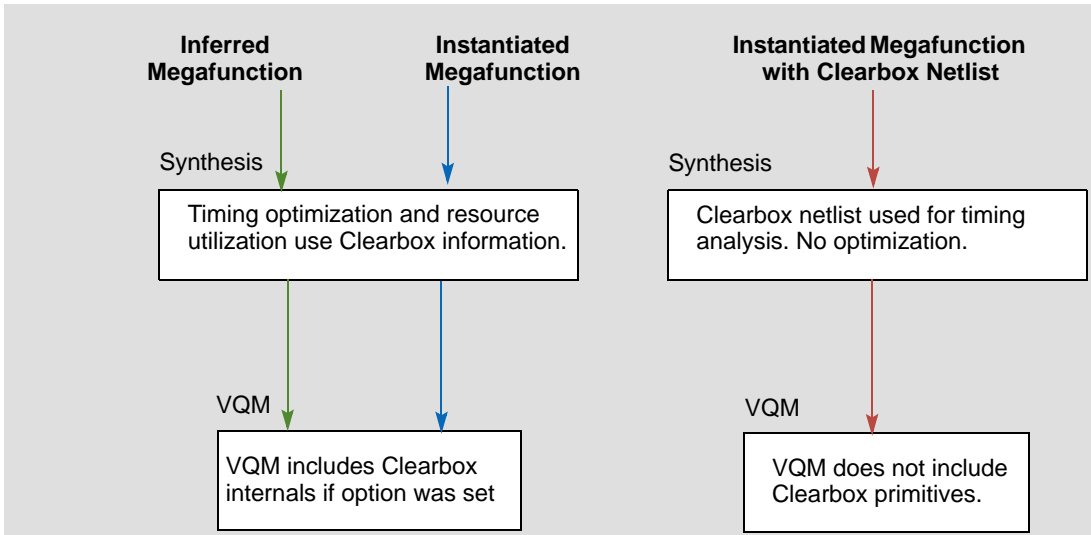 Inferred
Megafunction
Instantiated
Megafunction
Instantiated Megafunction
with Clearbox Netlist
Synthesis
Synthesis
Timing optimization and resource
utilization use Clearbox information.
Clearbox netlist used for timing
analysis. No optimization.
VQM
VQM
VQM includes Clearbox
internals if option was set
VQM does not include
Clearbox primitives.